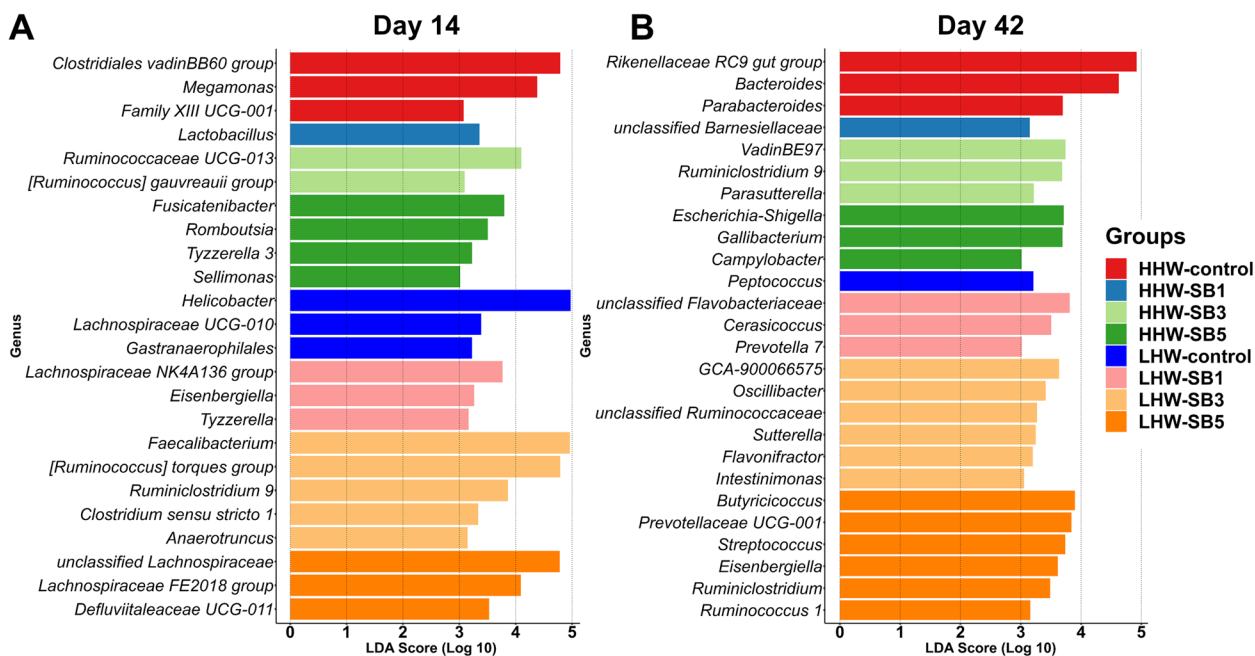 A
Day 14
Clostridiales vadinBB60 group
Megamonas
Family XIII UCG-001
Lactobacillus
Ruminococcaceae UCG-013
[Ruminococcus] gauvreauii group
Fusicatenibacter
Romboutsia
Tyzzerella 3
Sellimonas
Helicobacter
Lachnospiraceae UCG-010
Gastranaerophilales
Lachnospiraceae NK4A136 group
Eisenbergiella
Tyzzerella
Faecalibacterium
[Ruminococcus] torques group
Ruminiclostridium 9
Clostridium sensu stricto 1
Anaerotruncus
unclassified Lachnospiraceae
Lachnospiraceae FE2018 group
Defluviitaleaceae UCG-011
Genus
0 1 2 3 4 5
LDA Score (Log 10)
B
Day 42
Rikenellaceae RC9 gut group
Bacteroides
Parabacteroides
unclassified Barnesiellaceae
VadinBE97
Ruminiclostridium 9
Parasutterella
Escherichia-Shigella
Gallibacterium
Campylobacter
Peptococcus
unclassified Flavobacteriaceae
Cerasicoccus
Prevotella 7
GCA-900066575
Oscillibacter
unclassified Ruminococcaceae
Sutterella
Flavonifractor
Intestinimonas
Butyricicoccus
Prevotellaceae UCG-001
Streptococcus
Eisenbergiella
Ruminiclostridium
Ruminococcus 1
Genus
0 1 2 3 4 5
LDA Score (Log 10)
Groups
HHW-control
HHW-SB1
HHW-SB3
HHW-SB5
LHW-control
LHW-SB1
LHW-SB3
LHW-SB5